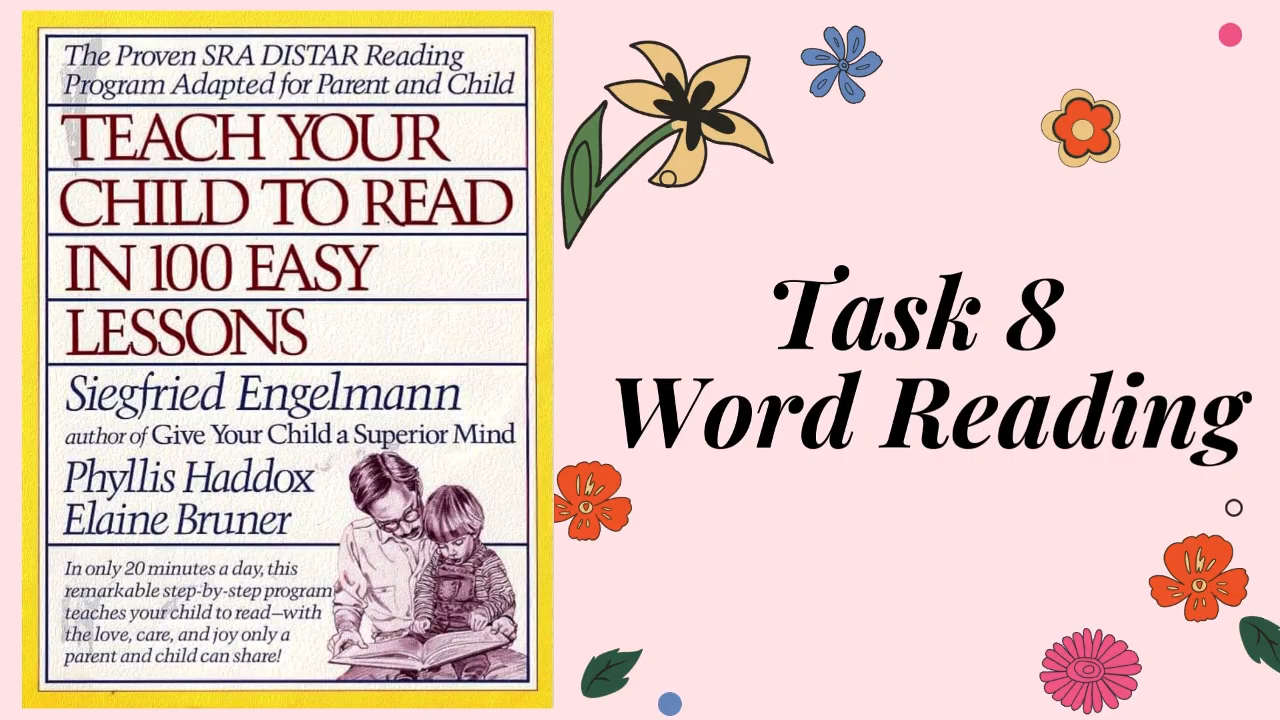 The Proven SRA DISTAR Reading
Program Adapted for Parent and Child
TEACH YOUR
CHILD TO READ
IN 100 EASY
LESSONS
Siegfried Engelmann
author of Give Your Child a Superior Mind
Phyllis Haddox
Elaine Bruner
In only 20 minutes a day, this
remarkable step-by-step program
teaches your child to read—with
the love, care, and joy only a
parent and child can share!
Task 8
Word Reading